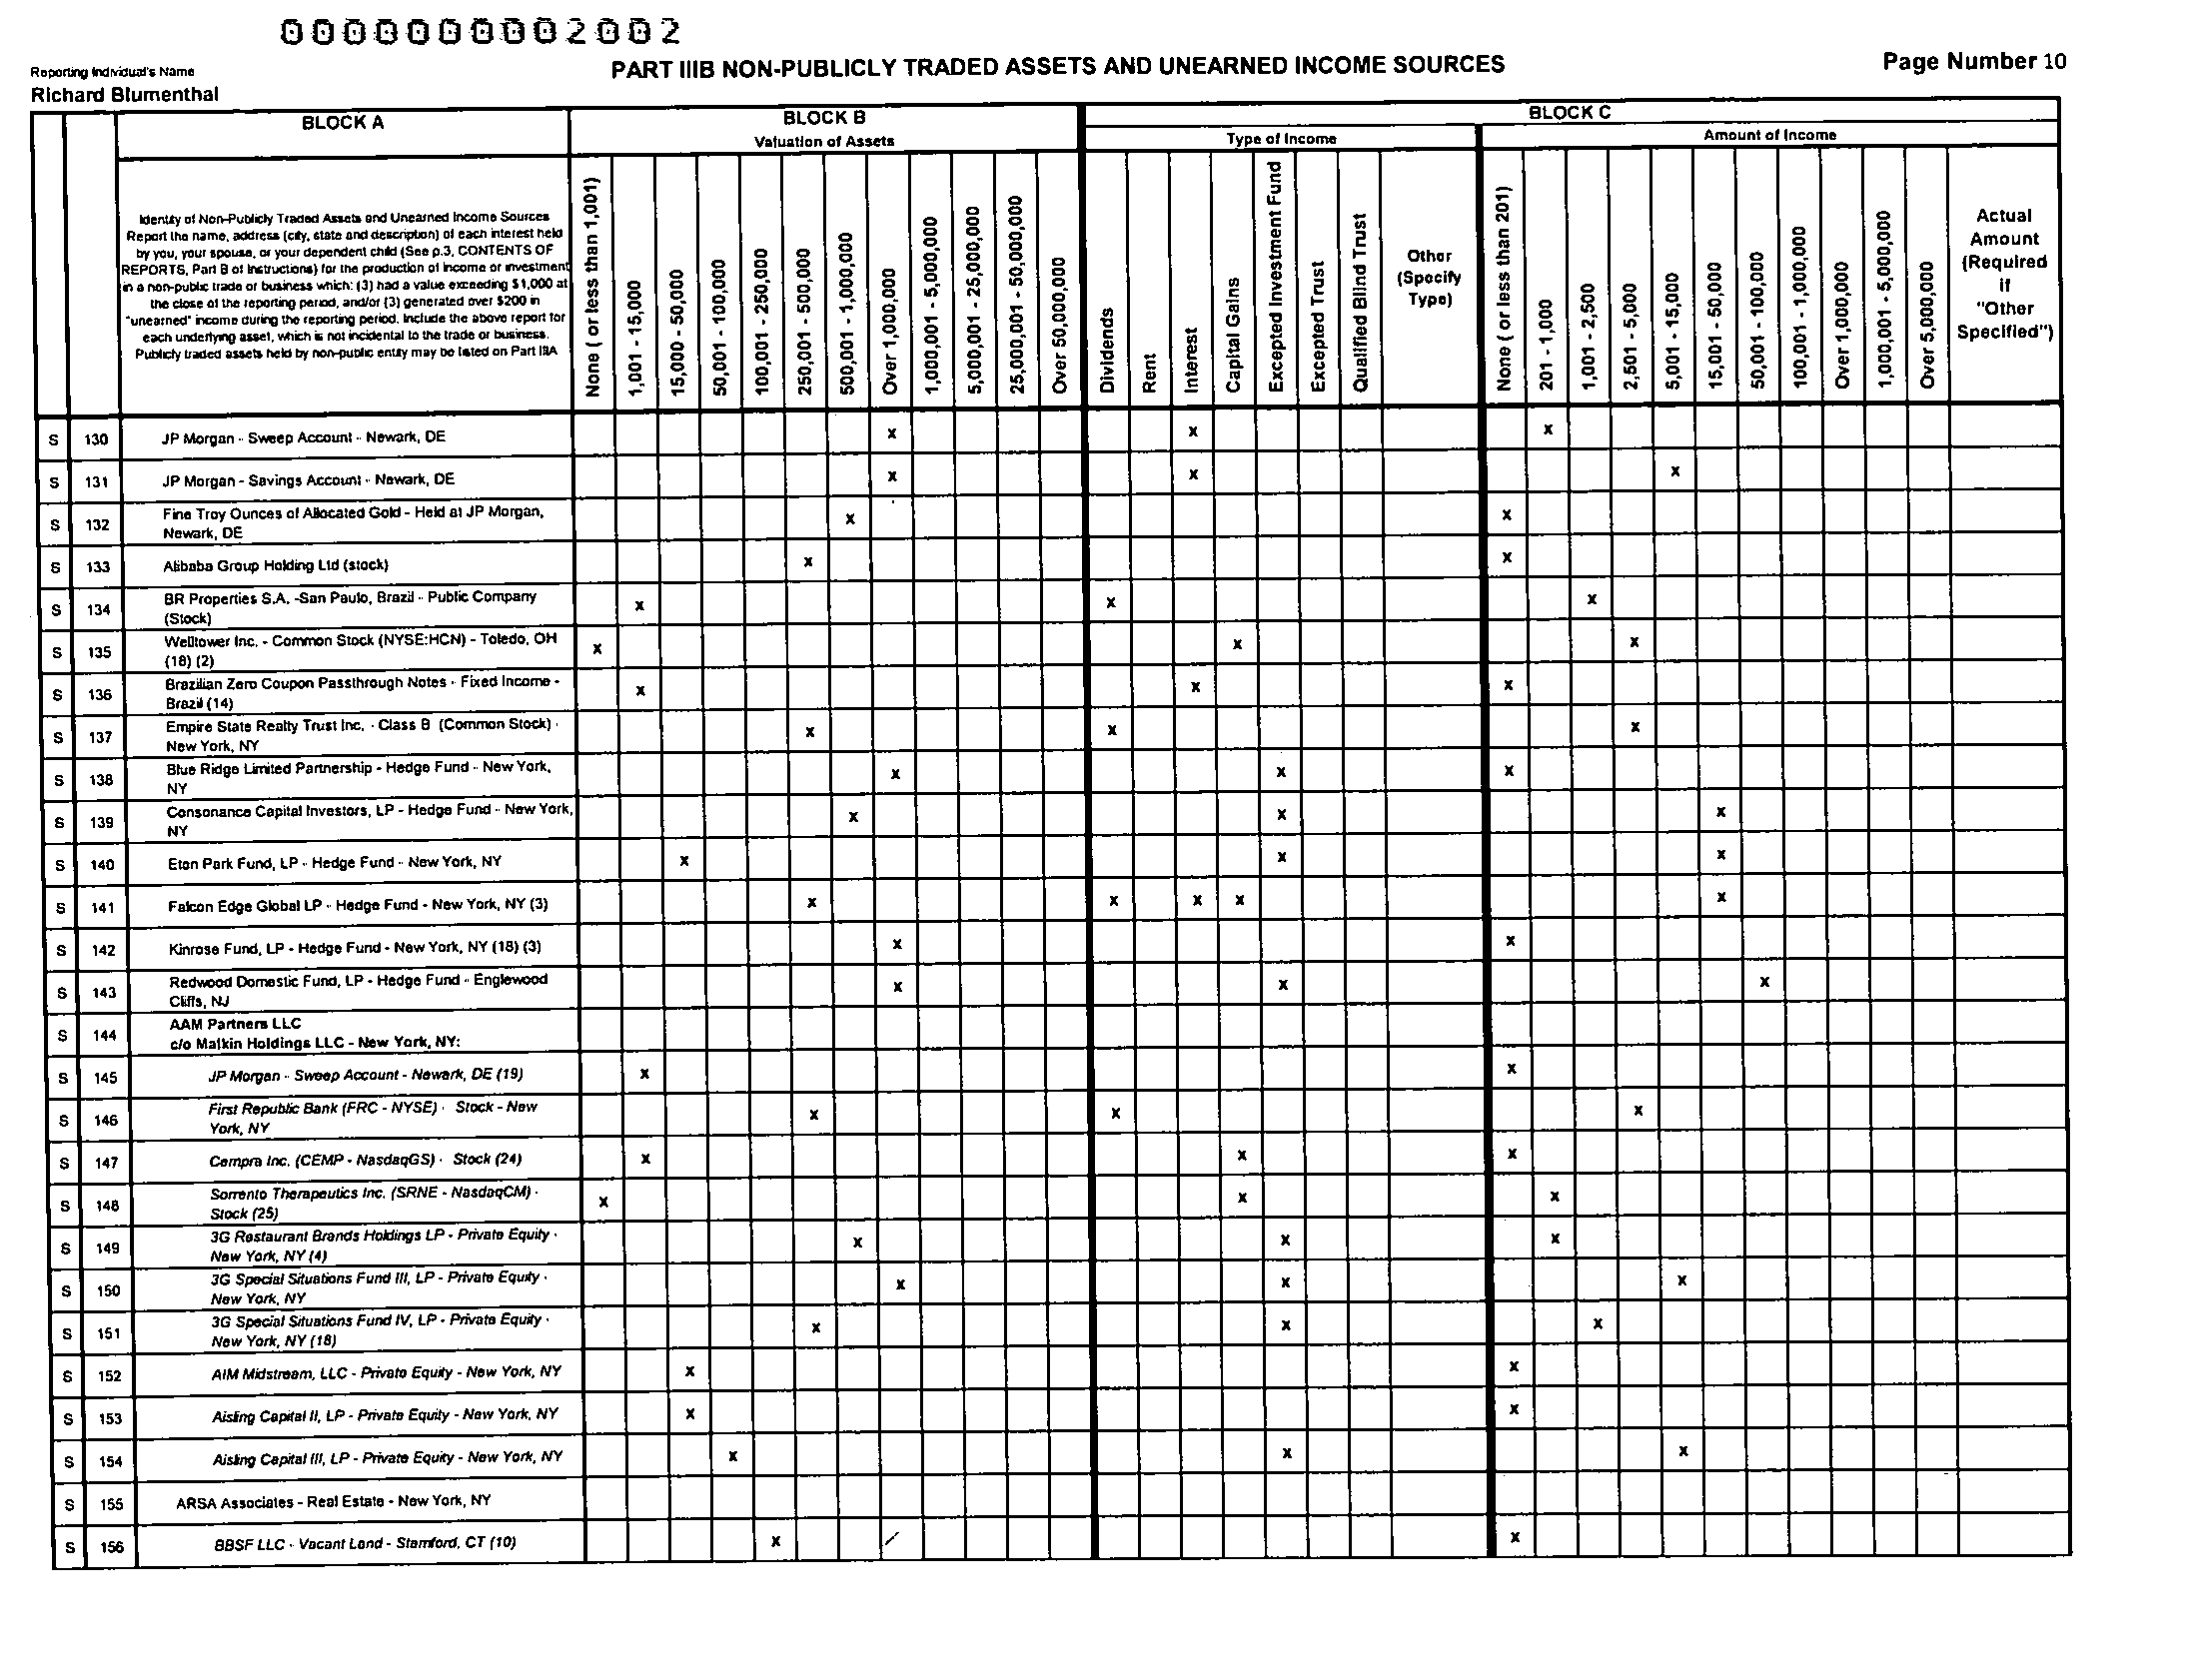 0000000002002
Reporting Individual's Name
Richard Blumenthal
PART IIIB NON-PUBLICLY TRADED ASSETS AND UNEARNED INCOME SOURCES
Page Number 10
BLOCK A
BLOCK B
Valuation of Assets
BLOCK C
Type of Income
Amount of Income
Identity of Non-Publicly Traded Assets and Unearned Income Sources
Report the name, address (city, state and description) of each interest held
by you, your spouse, or your dependent child (See p.3, CONTENTS OF
REPORTS, Part B of Instructions) for the production of income or investment
in a non-public trade or business which: (3) had a value exceeding $1,000 at
the close of the reporting period, and/or (3) generated over $200 in
"unearned" income during the reporting period. Include the above report for
each underlying asset, which is not incidental to the trade or business.
Publicly traded assets held by non-public entity may be listed on Part IIIA
None ( or less than 1,001)
1,001 - 15,000
15,000 - 50,000
50,001 - 100,000
100,001 - 250,000
250,001 - 500,000
500,001 - 1,000,000
Over 1,000,000
1,000,001 - 5,000,000
5,000,001 - 25,000,000
25,000,001 - 50,000,000
Over 50,000,000
Dividends
Rent
Interest
Capital Gains
Excepted Investment Fund
Excepted Trust
Qualified Blind Trust
Other
(Specify
Type)
None ( or less than 201)
201 - 1,000
1,001 - 2,500
2,501 - 5,000
5,001 - 15,000
15,001 - 50,000
50,001 - 100,000
100,001 - 1,000,000
Over 1,000,000
1,000,001 - 5,000,000
Over 5,000,000
Actual
Amount
(Required
if
"Other
Specified")
S 130 JP Morgan - Sweep Account - Newark, DE x x x
S 131 JP Morgan - Savings Account - Newark, DE x x x
S 132 Fine Troy Ounces of Allocated Gold - Held at JP Morgan,
Newark, DE x x
S 133 Alibaba Group Holding Ltd (stock) x x
S 134 BR Properties S.A. -San Paulo, Brazil - Public Company
(Stock) x x x
S 135 Welltower Inc. - Common Stock (NYSE:HCN) - Toledo, OH
(18) (2) x x x
S 136 Brazilian Zero Coupon Passthrough Notes - Fixed Income -
Brazil (14) x x x
S 137 Empire State Realty Trust Inc. - Class B (Common Stock) -
New York, NY x x x
S 138 Blue Ridge Limited Partnership - Hedge Fund - New York,
NY x x x
S 139 Consonance Capital Investors, LP - Hedge Fund - New York,
NY x x x
S 140 Eton Park Fund, LP - Hedge Fund - New York, NY x x x
S 141 Falcon Edge Global LP - Hedge Fund - New York, NY (3) x x x x x
S 142 Kinrose Fund, LP - Hedge Fund - New York, NY (18) (3) x x
S 143 Redwood Domestic Fund, LP - Hedge Fund - Englewood
Cliffs, NJ x x x
S 144 AAM Partners LLC
c/o Malkin Holdings LLC - New York, NY:
S 145 JP Morgan - Sweep Account - Newark, DE (19) x x
S 146 First Republic Bank (FRC - NYSE) - Stock - New
York, NY x x x
S 147 Cempra Inc. (CEMP - NasdaqGS) - Stock (24) x x x
S 148 Sorrento Therapeutics Inc. (SRNE - NasdaqCM) -
Stock (25) x x x
S 149 3G Restaurant Brands Holdings LP - Private Equity -
New York, NY (4) x x x
S 150 3G Special Situations Fund III, LP - Private Equity -
New York, NY x x x
S 151 3G Special Situations Fund IV, LP - Private Equity -
New York, NY (18) x x x
S 152 AIM Midstream, LLC - Private Equity - New York, NY x x
S 153 Aisling Capital II, LP - Private Equity - New York, NY x x
S 154 Aisling Capital III, LP - Private Equity - New York, NY x x x
S 155 ARSA Associates - Real Estate - New York, NY
S 156 BBSF LLC - Vacant Land - Stamford, CT (10) x x